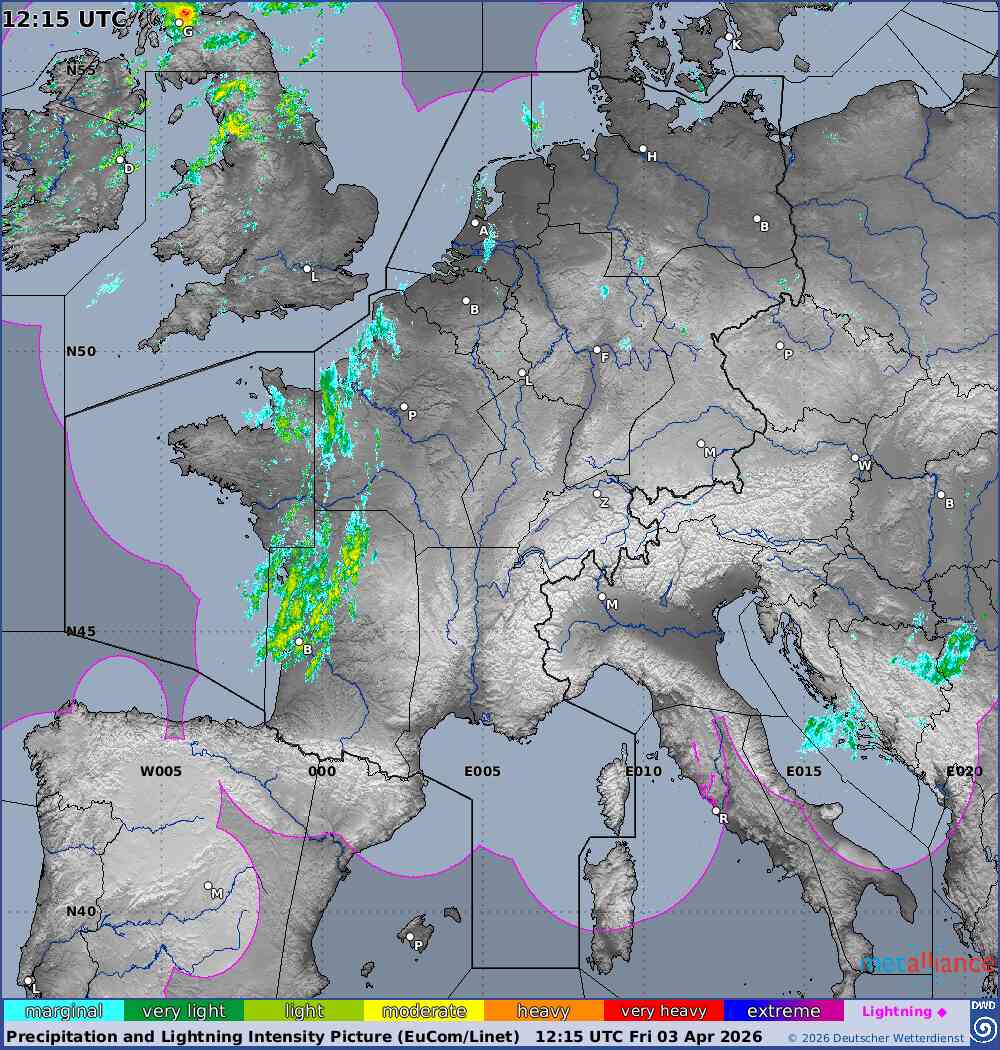 12:15 UTC
G
K
N55
D
H
A
B
L
B
N50
F
P
L
P
M
W
Z
B
M
N45
B
W005
000
E005
E010
E015
E020
R
M
N40
P
L
metalliance
marginal very light light moderate heavy very heavy extreme Lightning ◆
DWD
Precipitation and Lightning Intensity Picture (EuCom/Linet) 12:15 UTC Fri 03 Apr 2026 © 2026 Deutscher Wetterdienst